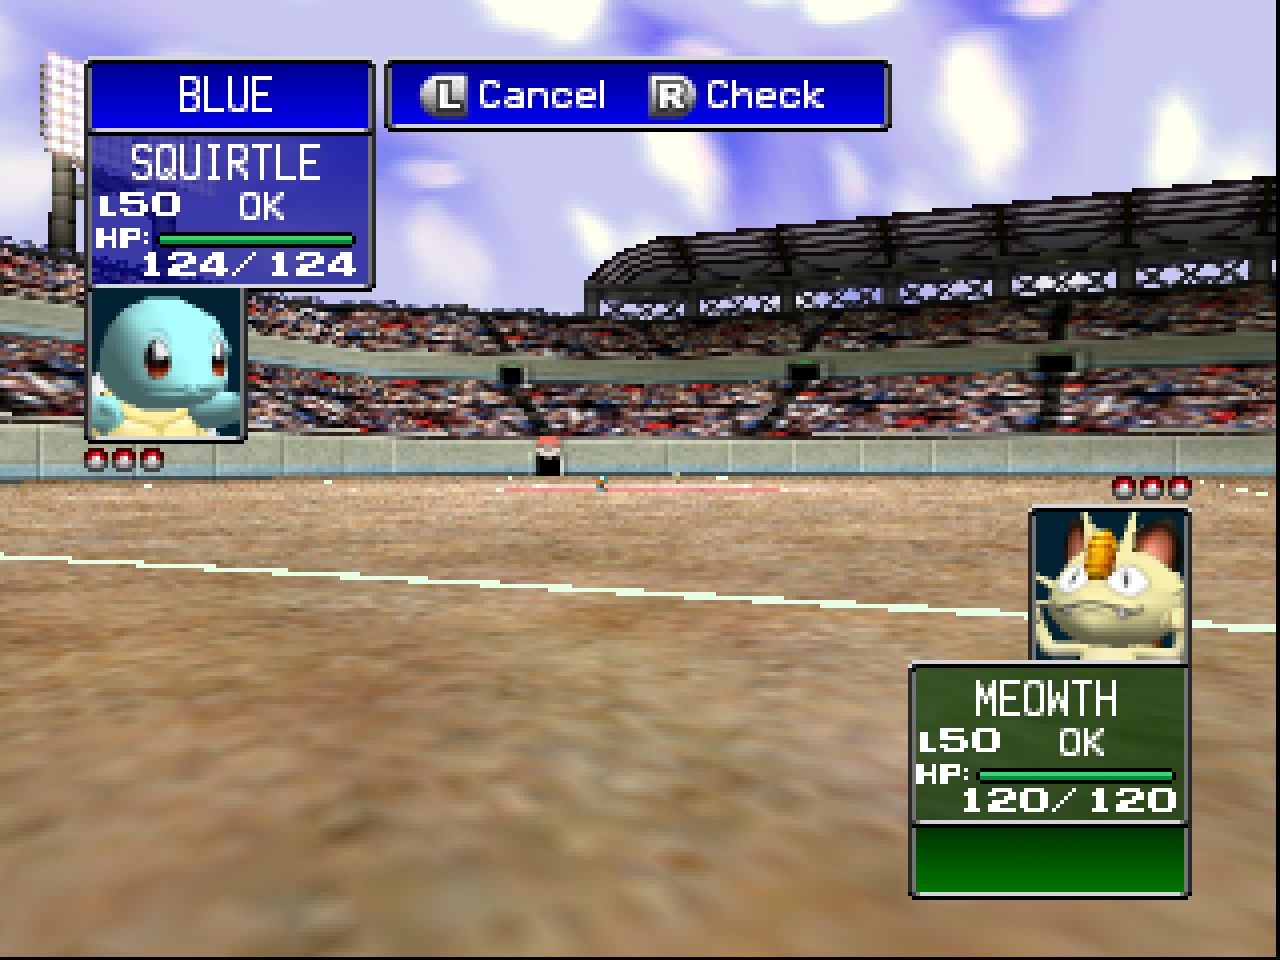 BLUE
L Cancel R Check
SQUIRTLE
L50 OK
HP:
124/124
MEOWTH
L50 OK
HP:
120/120